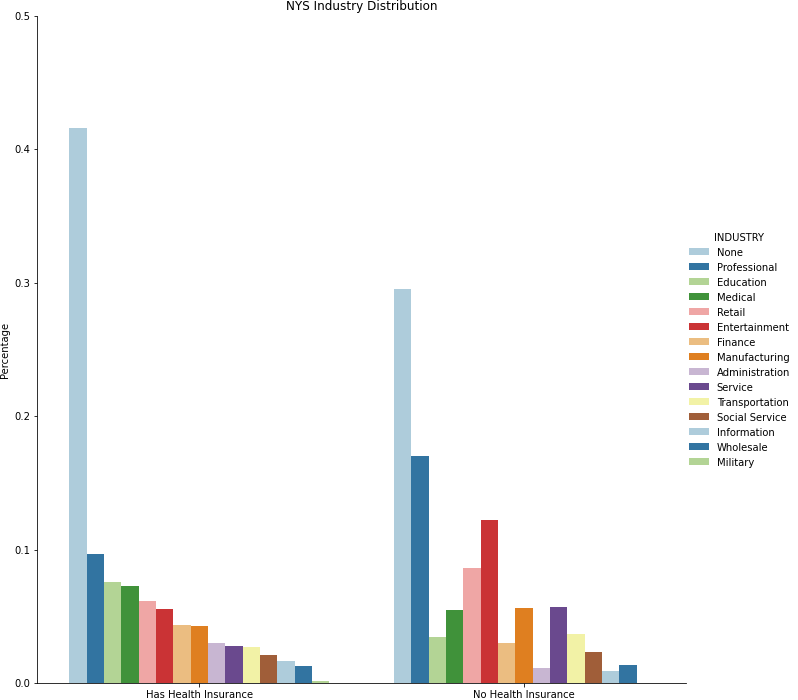 NYS Industry Distribution
0.5
0.4
0.3
0.2
0.1
0.0
Percentage
Has Health Insurance
No Health Insurance
INDUSTRY
None
Professional
Education
Medical
Retail
Entertainment
Finance
Manufacturing
Administration
Service
Transportation
Social Service
Information
Wholesale
Military